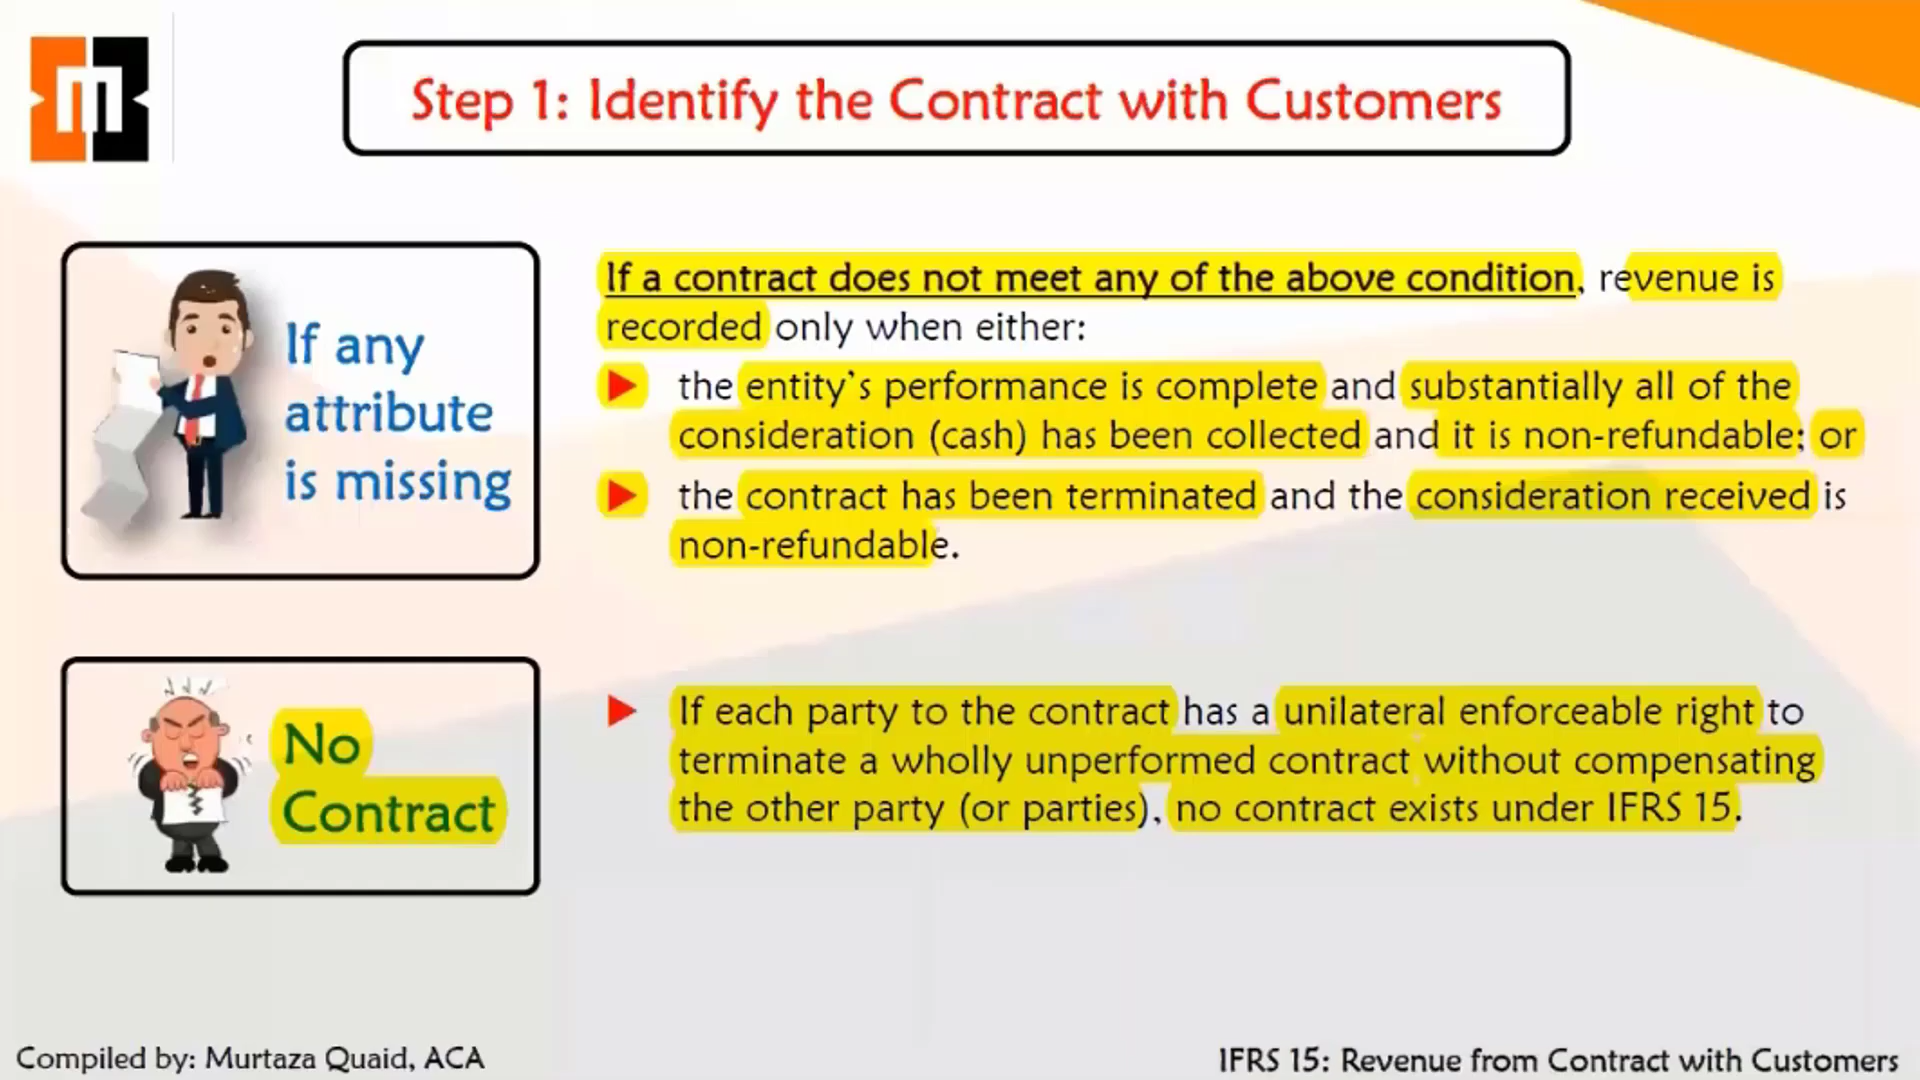 Step 1: Identify the Contract with Customers
If any
attribute
is missing
If a contract does not meet any of the above condition, revenue is
recorded only when either:
the entity's performance is complete and substantially all of the
consideration (cash) has been collected and it is non-refundable; or
the contract has been terminated and the consideration received is
non-refundable.
No
Contract
If each party to the contract has a unilateral enforceable right to
terminate a wholly unperformed contract without compensating
the other party (or parties), no contract exists under IFRS 15.
Compiled by: Murtaza Quaid, ACA
IFRS 15: Revenue from Contract with Customers